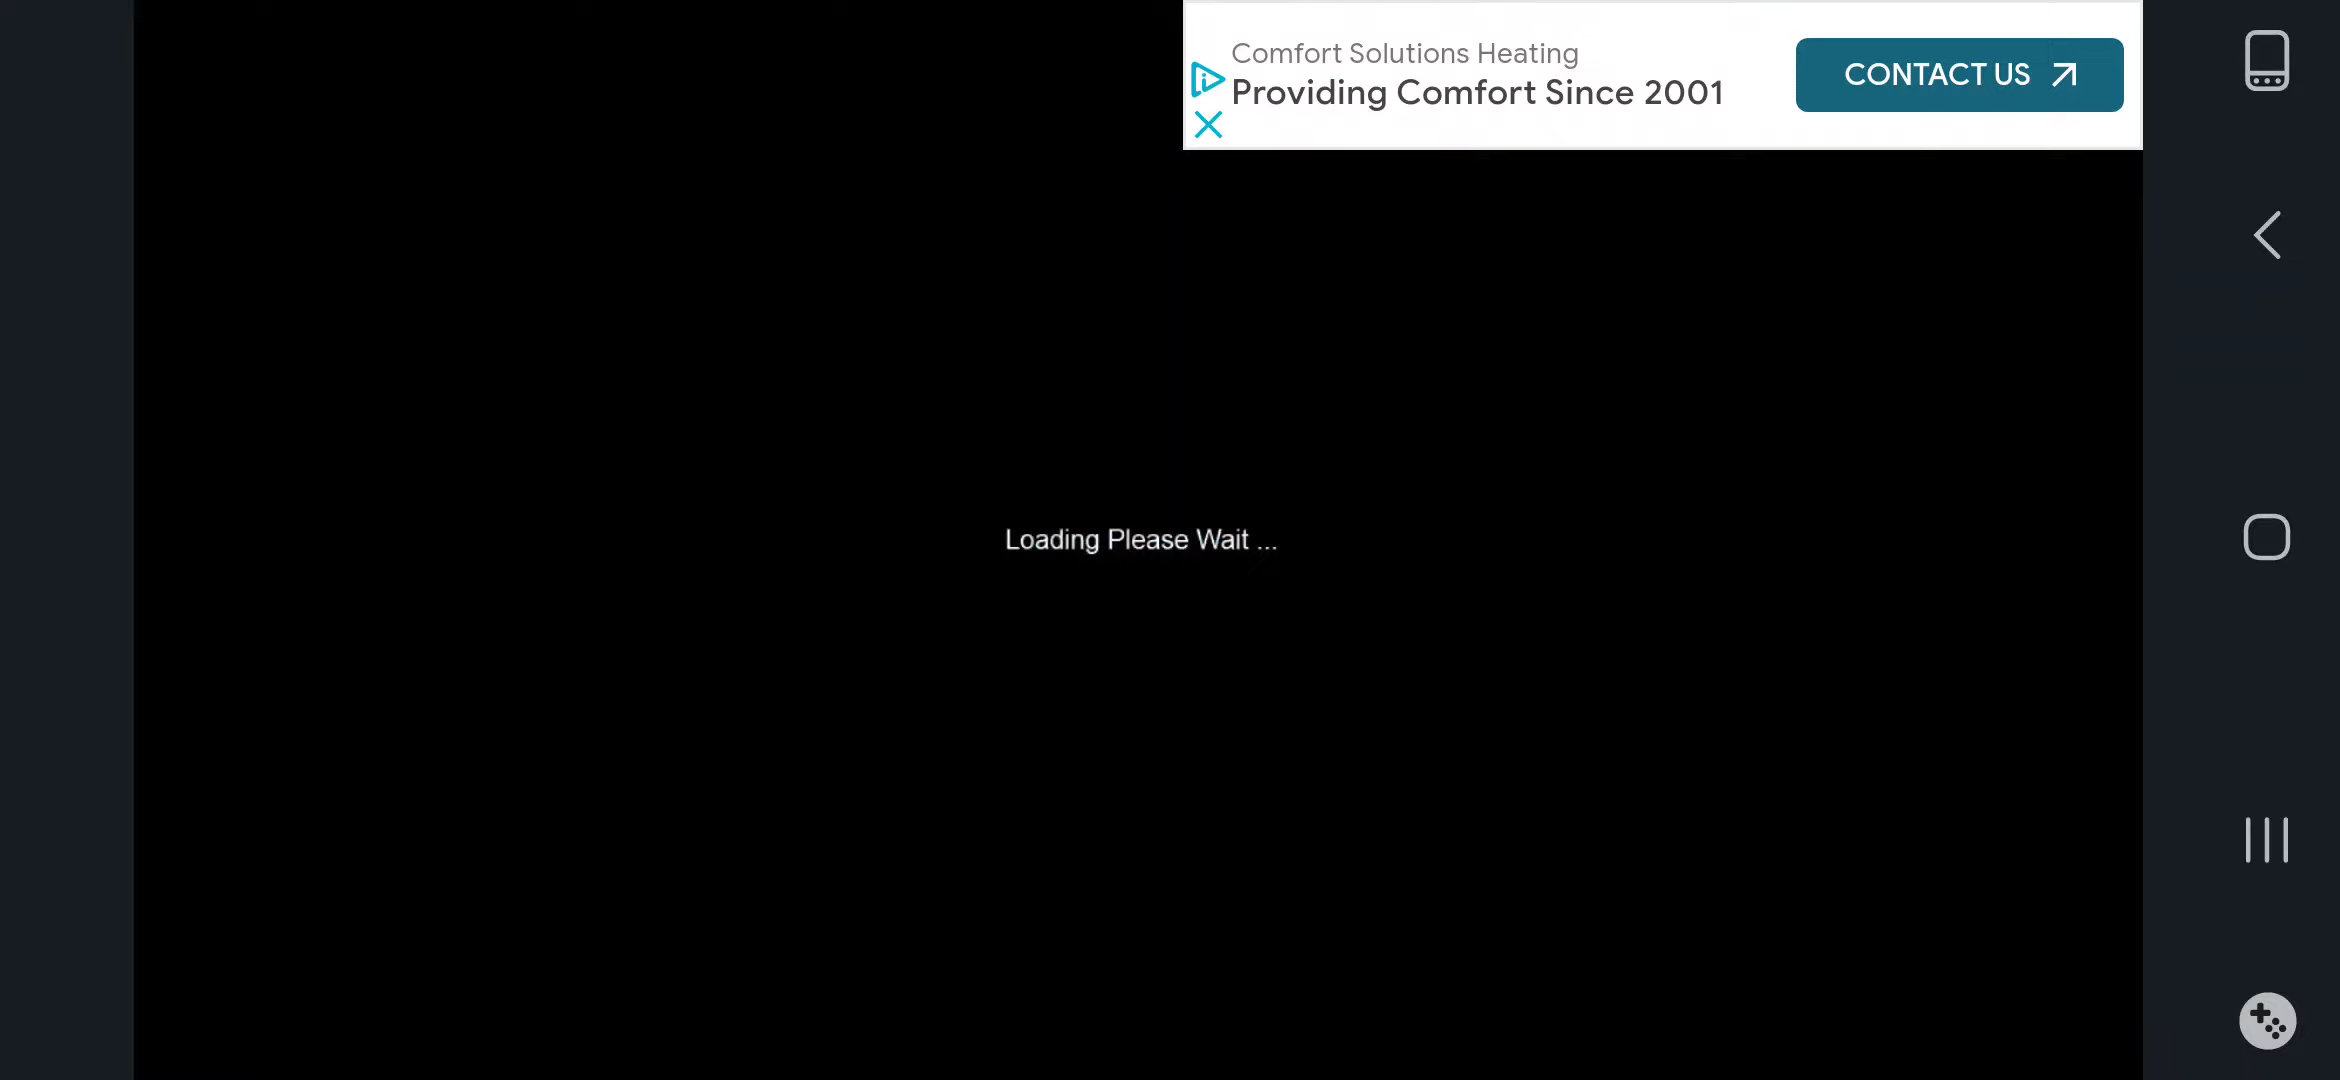 Comfort Solutions Heating
Providing Comfort Since 2001
CONTACT US
Loading Please Wait ...